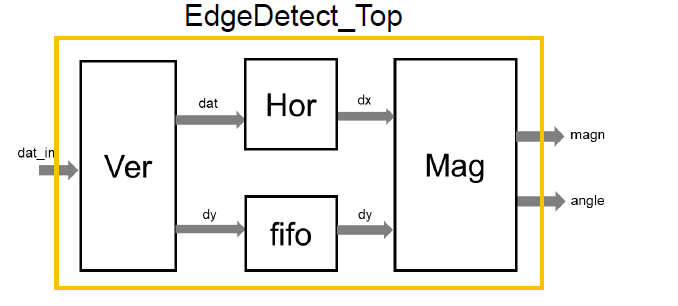 EdgeDetect_Top
dat_in
Ver
dat
Hor
dx
dy
fifo
dy
Mag
magn
angle